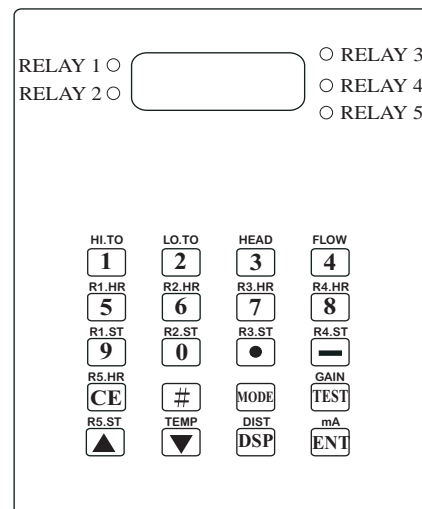 RELAY 1
RELAY 2
RELAY 3
RELAY 4
RELAY 5
HI.TO LO.TO HEAD FLOW
1 2 3 4
R1.HR R2.HR R3.HR R4.HR
5 6 7 8
R1.ST R2.ST R3.ST R4.ST
9 0 • −
R5.HR GAIN
CE # MODE TEST
R5.ST TEMP DIST mA
▲ ▼ DSP ENT